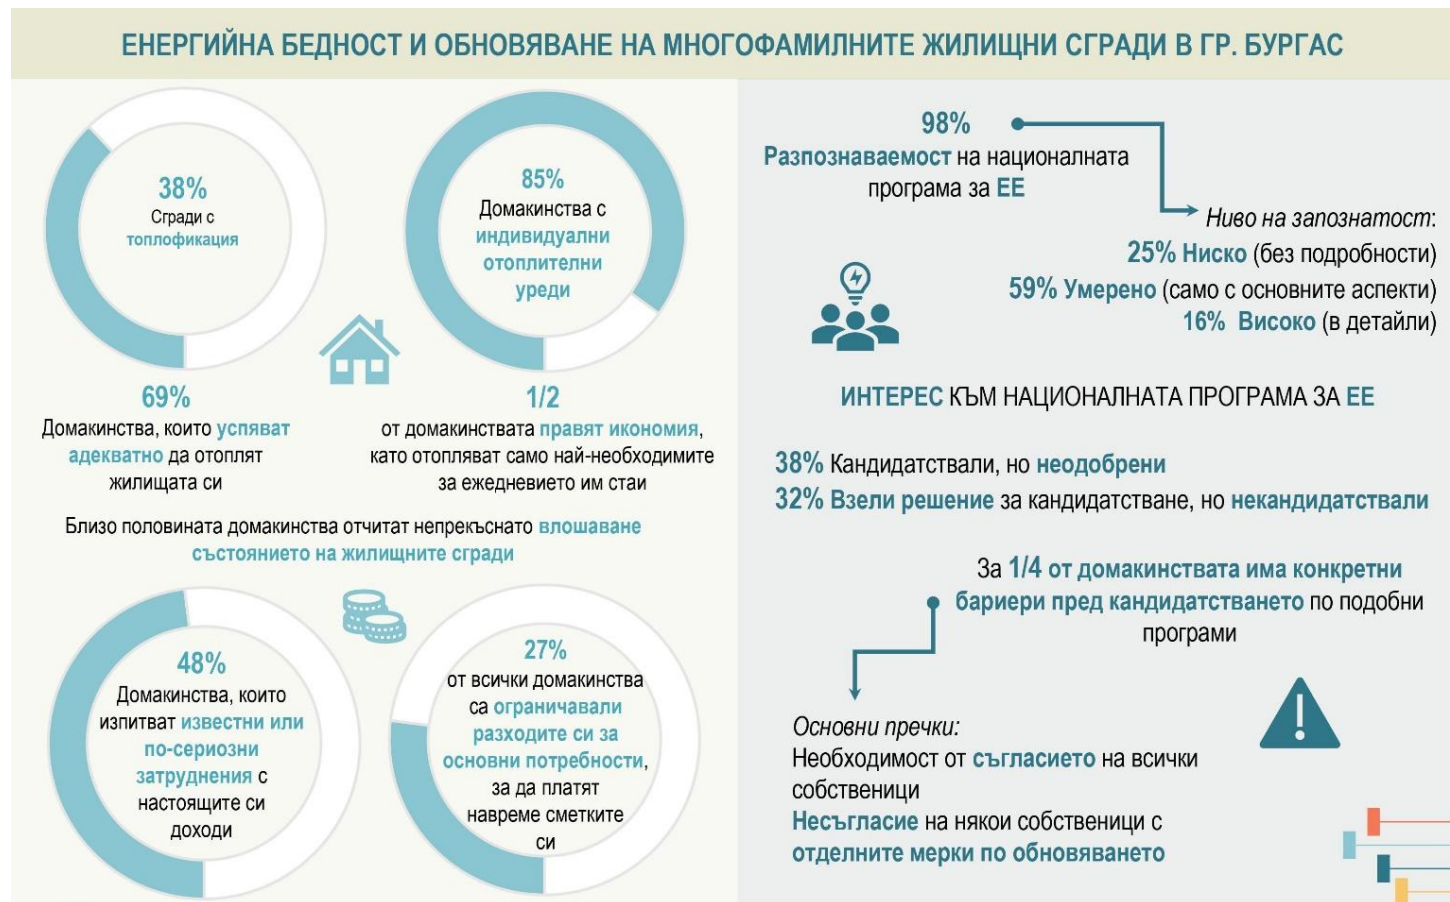 ЕНЕРГИЙНА БЕДНОСТ И ОБНОВЯВАНЕ НА МНОГОФАМИЛНИТЕ ЖИЛИЩНИ СГРАДИ В ГР. БУРГАС
38%
Сгради с
топлофикация
85%
Домакинства с
индивидуални
отоплителни
уреди
69%
Домакинства, които успяват
адекватно да отоплят
жилищата си
1/2
от домакинствата правят икономия,
като отопляват само най-необходимите
за ежедневието им стаи
Близо половината домакинства отчитат непрекъснато влошаване
състоянието на жилищните сгради
48%
Домакинства, които
изпитват известни или
по-сериозни
затруднения с
настоящите си
доходи
27%
от всички домакинства
са ограничавали
разходите си за
основни потребности,
за да платят
навреме сметките
си
98%
Разпознаваемост на националната
програма за ЕЕ
Ниво на запознатост:
25% Ниско (без подробности)
59% Умерено (само с основните аспекти)
16% Високо (в детайли)
ИНТЕРЕС КЪМ НАЦИОНАЛНАТА ПРОГРАМА ЗА ЕЕ
38% Кандидатствали, но неодобрени
32% Взели решение за кандидатстване, но некандидатствали
За 1/4 от домакинствата има конкретни
бариери пред кандидатстването по подобни
програми
Основни пречки:
Необходимост от съгласието на всички
собственици
Несъгласие на някои собственици с
отделните мерки по обновяването